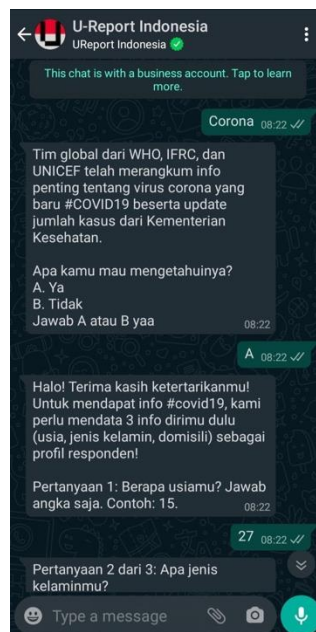 U-Report Indonesia
UReport Indonesia
This chat is with a business account. Tap to learn
more.
Corona 08:22
Tim global dari WHO, IFRC, dan
UNICEF telah merangkum info
penting tentang virus corona yang
baru #COVID19 beserta update
jumlah kasus dari Kementerian
Kesehatan.
Apa kamu mau mengetahuinya?
A. Ya
B. Tidak
Jawab A atau B yaa
08:22
A 08:22
Halo! Terima kasih ketertarikanmu!
Untuk mendapat info #covid19, kami
perlu mendata 3 info dirimu dulu
(usia, jenis kelamin, domisili) sebagai
profil responden!
Pertanyaan 1: Berapa usiamu? Jawab
angka saja. Contoh: 15.
08:22
27 08:22
Pertanyaan 2 dari 3: Apa jenis
kelaminmu?
Type a message